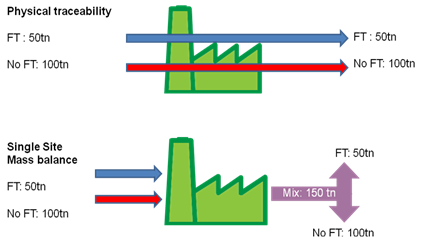 Physical traceability
FT : 50tn
FT : 50tn
No FT: 100tn
No FT: 100tn
Single Site
Mass balance
FT: 50tn
No FT: 100tn
Mix: 150 tn
FT: 50tn
No FT: 100tn